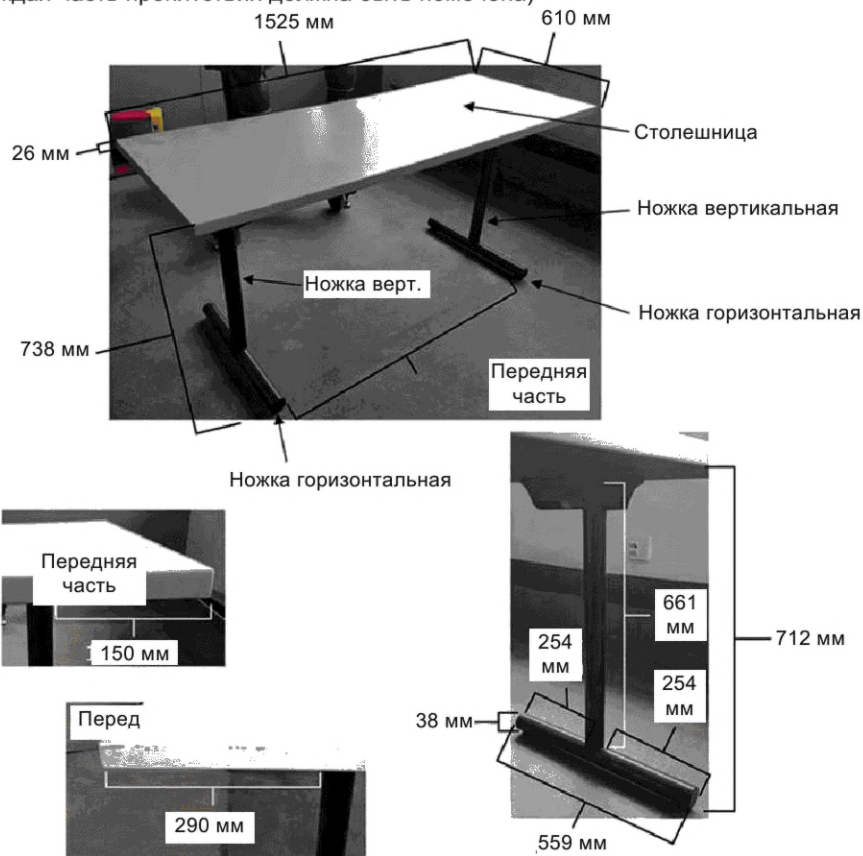 1525 мм
610 мм
26 мм
Столешница
Ножка вертикальная
Ножка верт.
Ножка горизонтальная
738 мм
Передняя
часть
Ножка горизонтальная
Передняя
часть
150 мм
Перед
290 мм
661
мм
712 мм
254
мм
254
мм
38 мм
559 мм